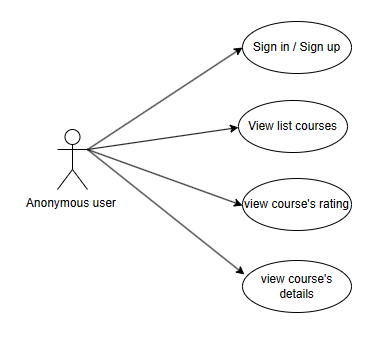 Sign in / Sign up
View list courses
Anonymous user
view course's rating
view course's
details